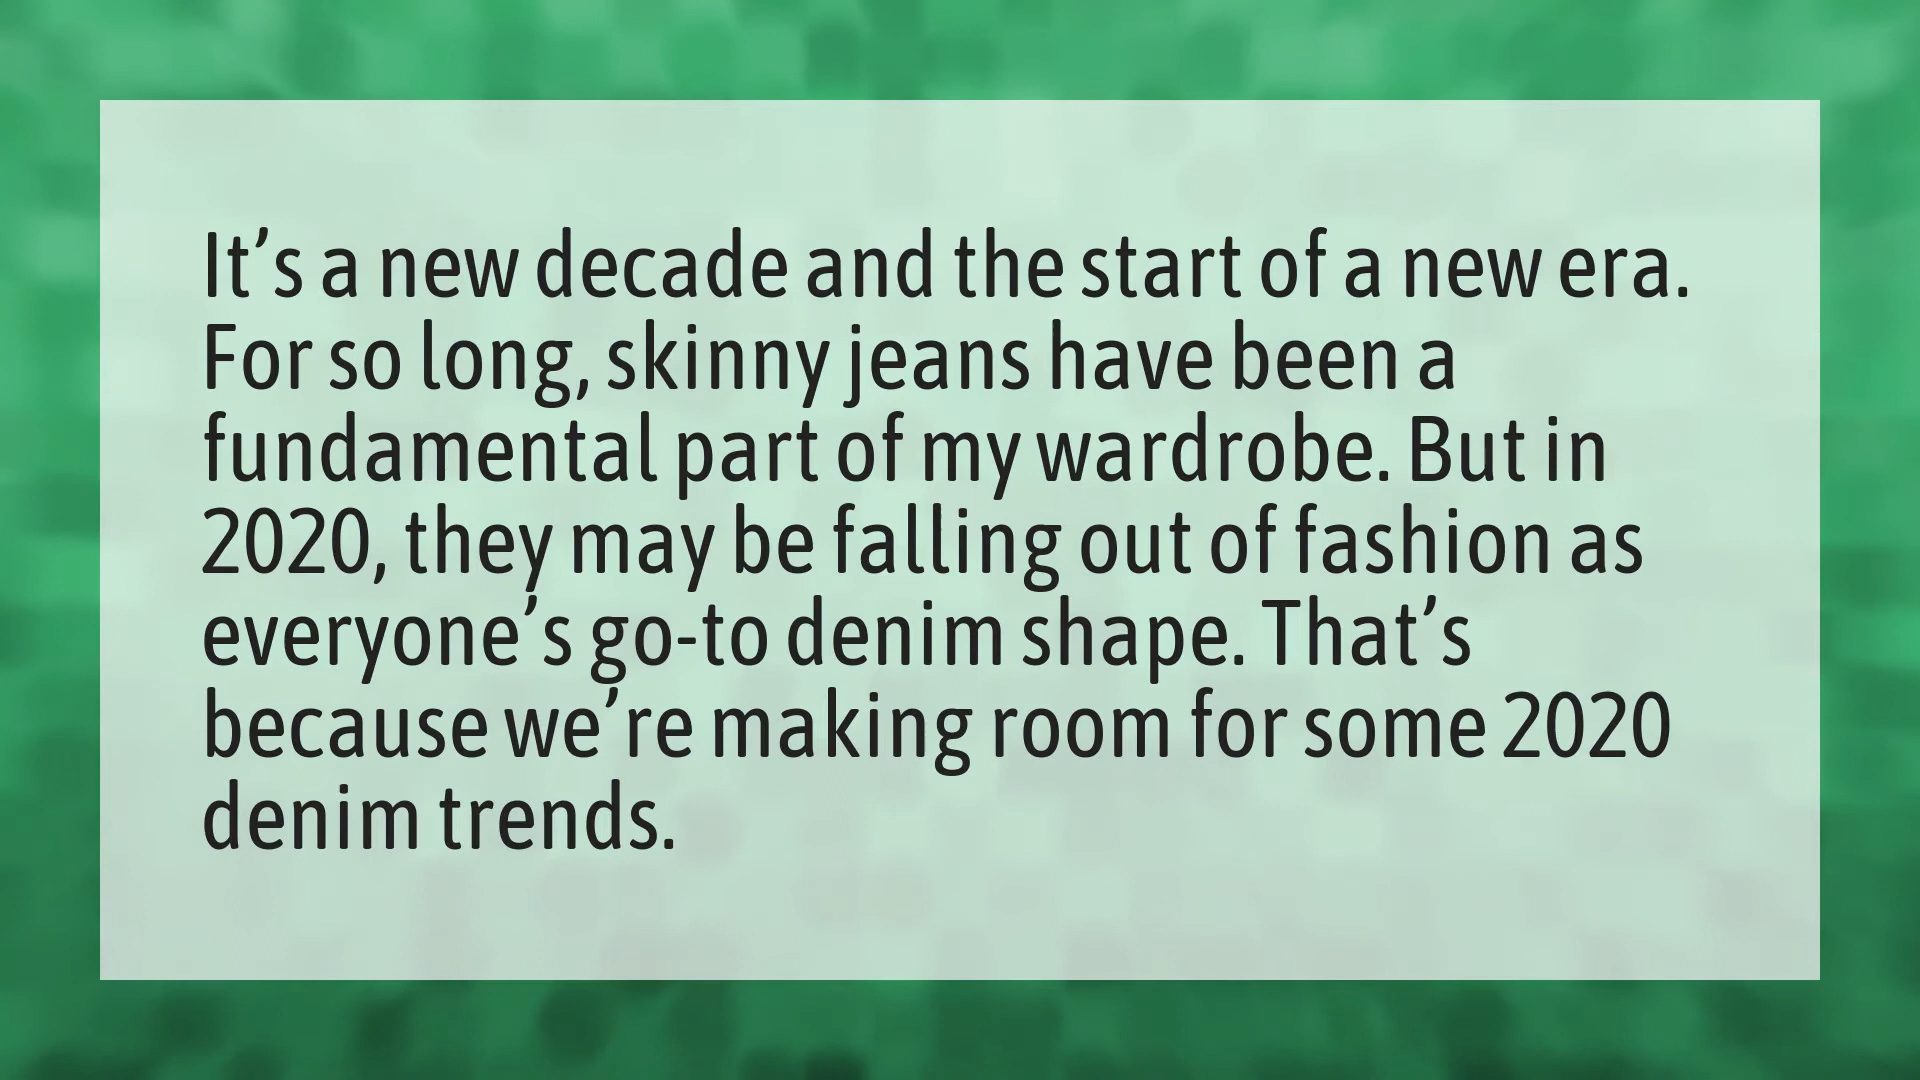 It’s a new decade and the start of a new era.
For so long, skinny jeans have been a
fundamental part of my wardrobe. But in
2020, they may be falling out of fashion as
everyone’s go-to denim shape. That’s
because we’re making room for some 2020
denim trends.